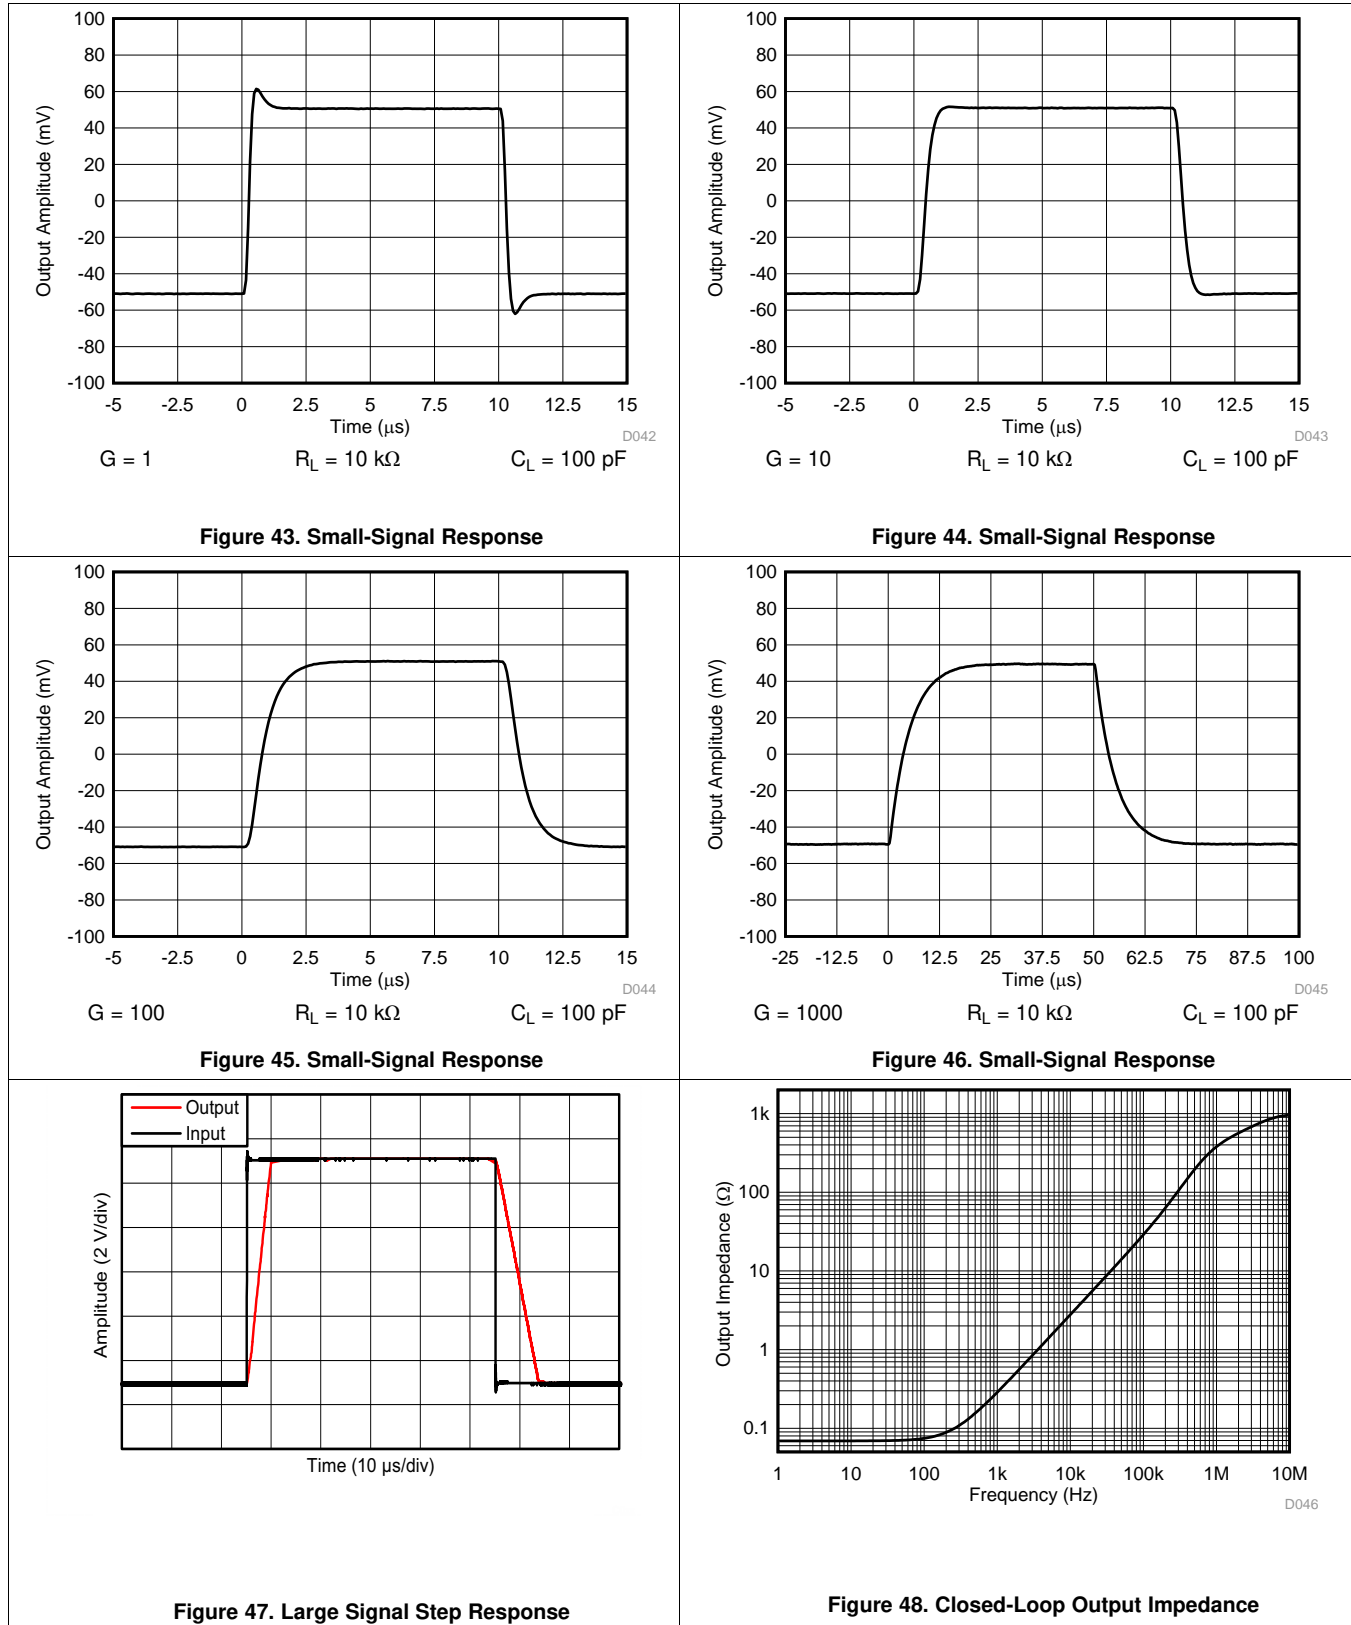 100
80
60
40
20
0
-20
-40
-60
-80
-100
Output Amplitude (mV)
-5 -2.5 0 2.5 5 7.5 10 12.5 15
Time (μs)
D042
G = 1 RL = 10 kΩ CL = 100 pF
Figure 43. Small-Signal Response
100
80
60
40
20
0
-20
-40
-60
-80
-100
Output Amplitude (mV)
-5 -2.5 0 2.5 5 7.5 10 12.5 15
Time (μs)
D043
G = 10 RL = 10 kΩ CL = 100 pF
Figure 44. Small-Signal Response
100
80
60
40
20
0
-20
-40
-60
-80
-100
Output Amplitude (mV)
-5 -2.5 0 2.5 5 7.5 10 12.5 15
Time (μs)
D044
G = 100 RL = 10 kΩ CL = 100 pF
Figure 45. Small-Signal Response
100
80
60
40
20
0
-20
-40
-60
-80
-100
Output Amplitude (mV)
-25 -12.5 0 12.5 25 37.5 50 62.5 75 87.5 100
Time (μs)
D045
G = 1000 RL = 10 kΩ CL = 100 pF
Figure 46. Small-Signal Response
Output
Input
Amplitude (2 V/div)
Time (10 μs/div)
Figure 47. Large Signal Step Response
1k
100
10
1
0.1
Output Impedance (Ω)
1 10 100 1k 10k 100k 1M 10M
Frequency (Hz)
D046
Figure 48. Closed-Loop Output Impedance